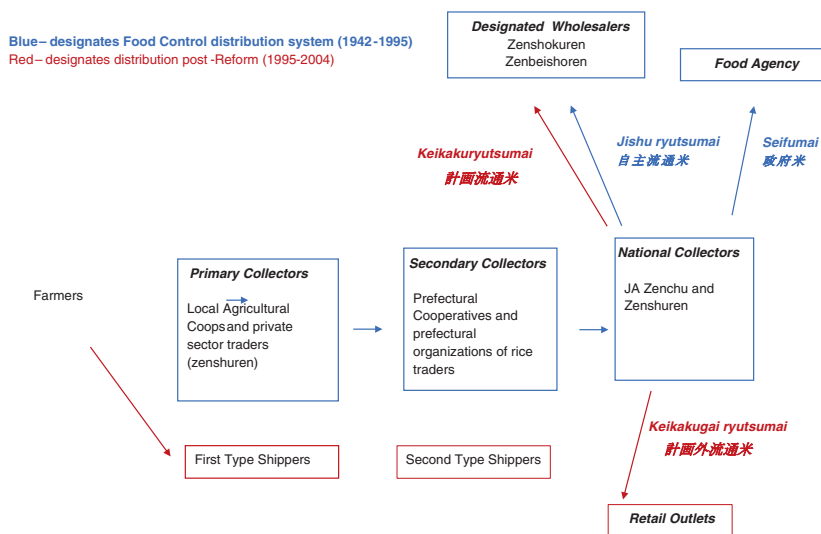 Blue– designates Food Control distribution system (1942-1995)
Red– designates distribution post -Reform (1995-2004)
Designated Wholesalers
Zenshokuren
Zenbeishoren
Food Agency
Keikakuryutsumai
計画流通米
Jishu ryutsumai
自主流通米
Seifumai
政府米
Farmers
Primary Collectors
Local Agricultural
Coops and private
sector traders
(zenshuren)
Secondary Collectors
Prefectural
Cooperatives and
prefectural
organizations of rice
traders
National Collectors
JA Zenchu and
Zenshuren
First Type Shippers
Second Type Shippers
Keikakugai ryutsumai
計画外流通米
Retail Outlets